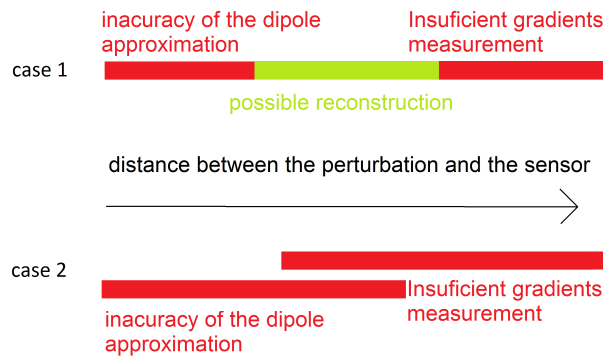 inacuracy of the dipole
approximation
Insuficient gradients
measurement
case 1
possible reconstruction
distance between the perturbation and the sensor
case 2
Insuficient gradients
measurement
inacuracy of the dipole
approximation